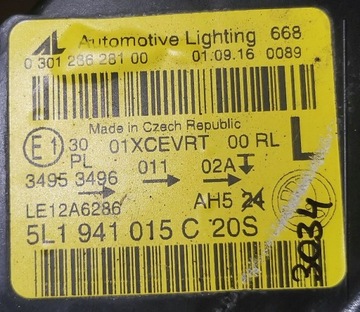 AL Automotive Lighting 668
0 301 286 281 00 01.09.16 0089
Made in Czech Republic
E1 30 01XCEVRT 00 RL L
PL 011 02A
3495 3496
LE12A6286 AH5 24
5L1 941 015 C 20S
3034